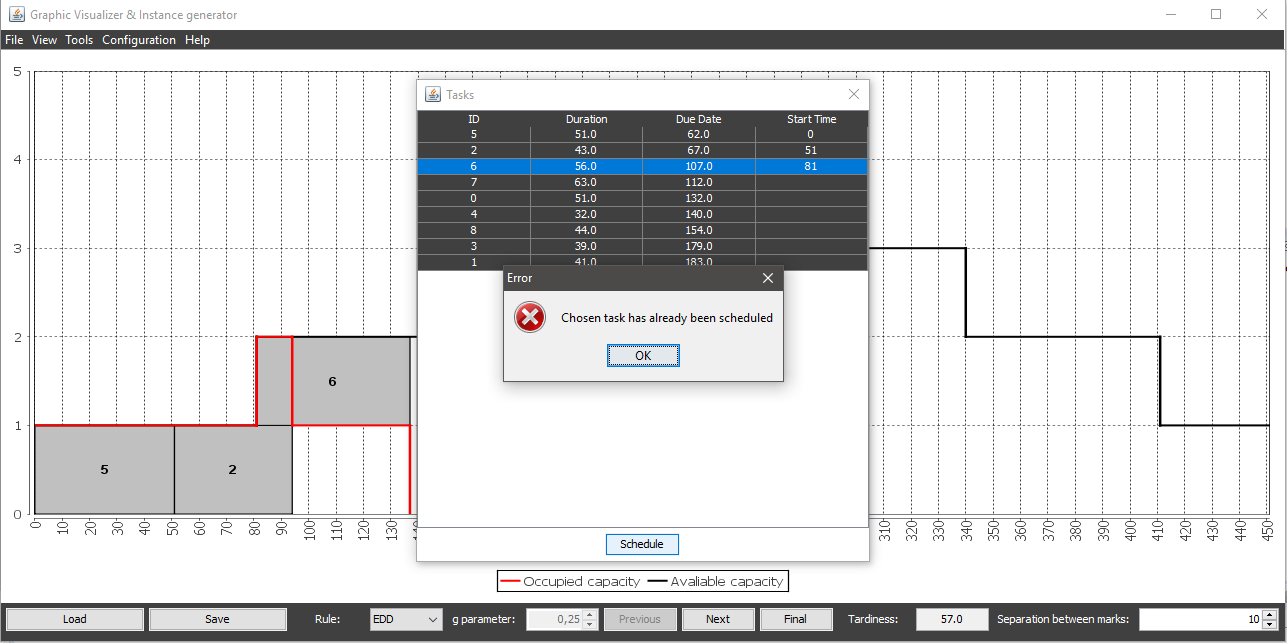 Graphic Visualizer & Instance generator
File View Tools Configuration Help
5
4
3
2
1
0
Tasks
ID Duration Due Date Start Time
5 51.0 62.0 0
2 43.0 67.0 51
6 56.0 107.0 81
7 63.0 112.0
0 51.0 132.0
4 32.0 140.0
8 44.0 154.0
3 39.0 179.0
1 41.0 183.0
Error
Chosen task has already been scheduled
OK
6
5 2
0 10 20 30 40 50 60 70 80 90 100 110 120 130 310 320 330 340 350 360 370 380 390 400 410 420 430 440 450
Schedule
Occupied capacity Avaliable capacity
Load Save Rule: EDD g parameter: 0,25 Previous Next Final Tardiness: 57.0 Separation between marks: 10